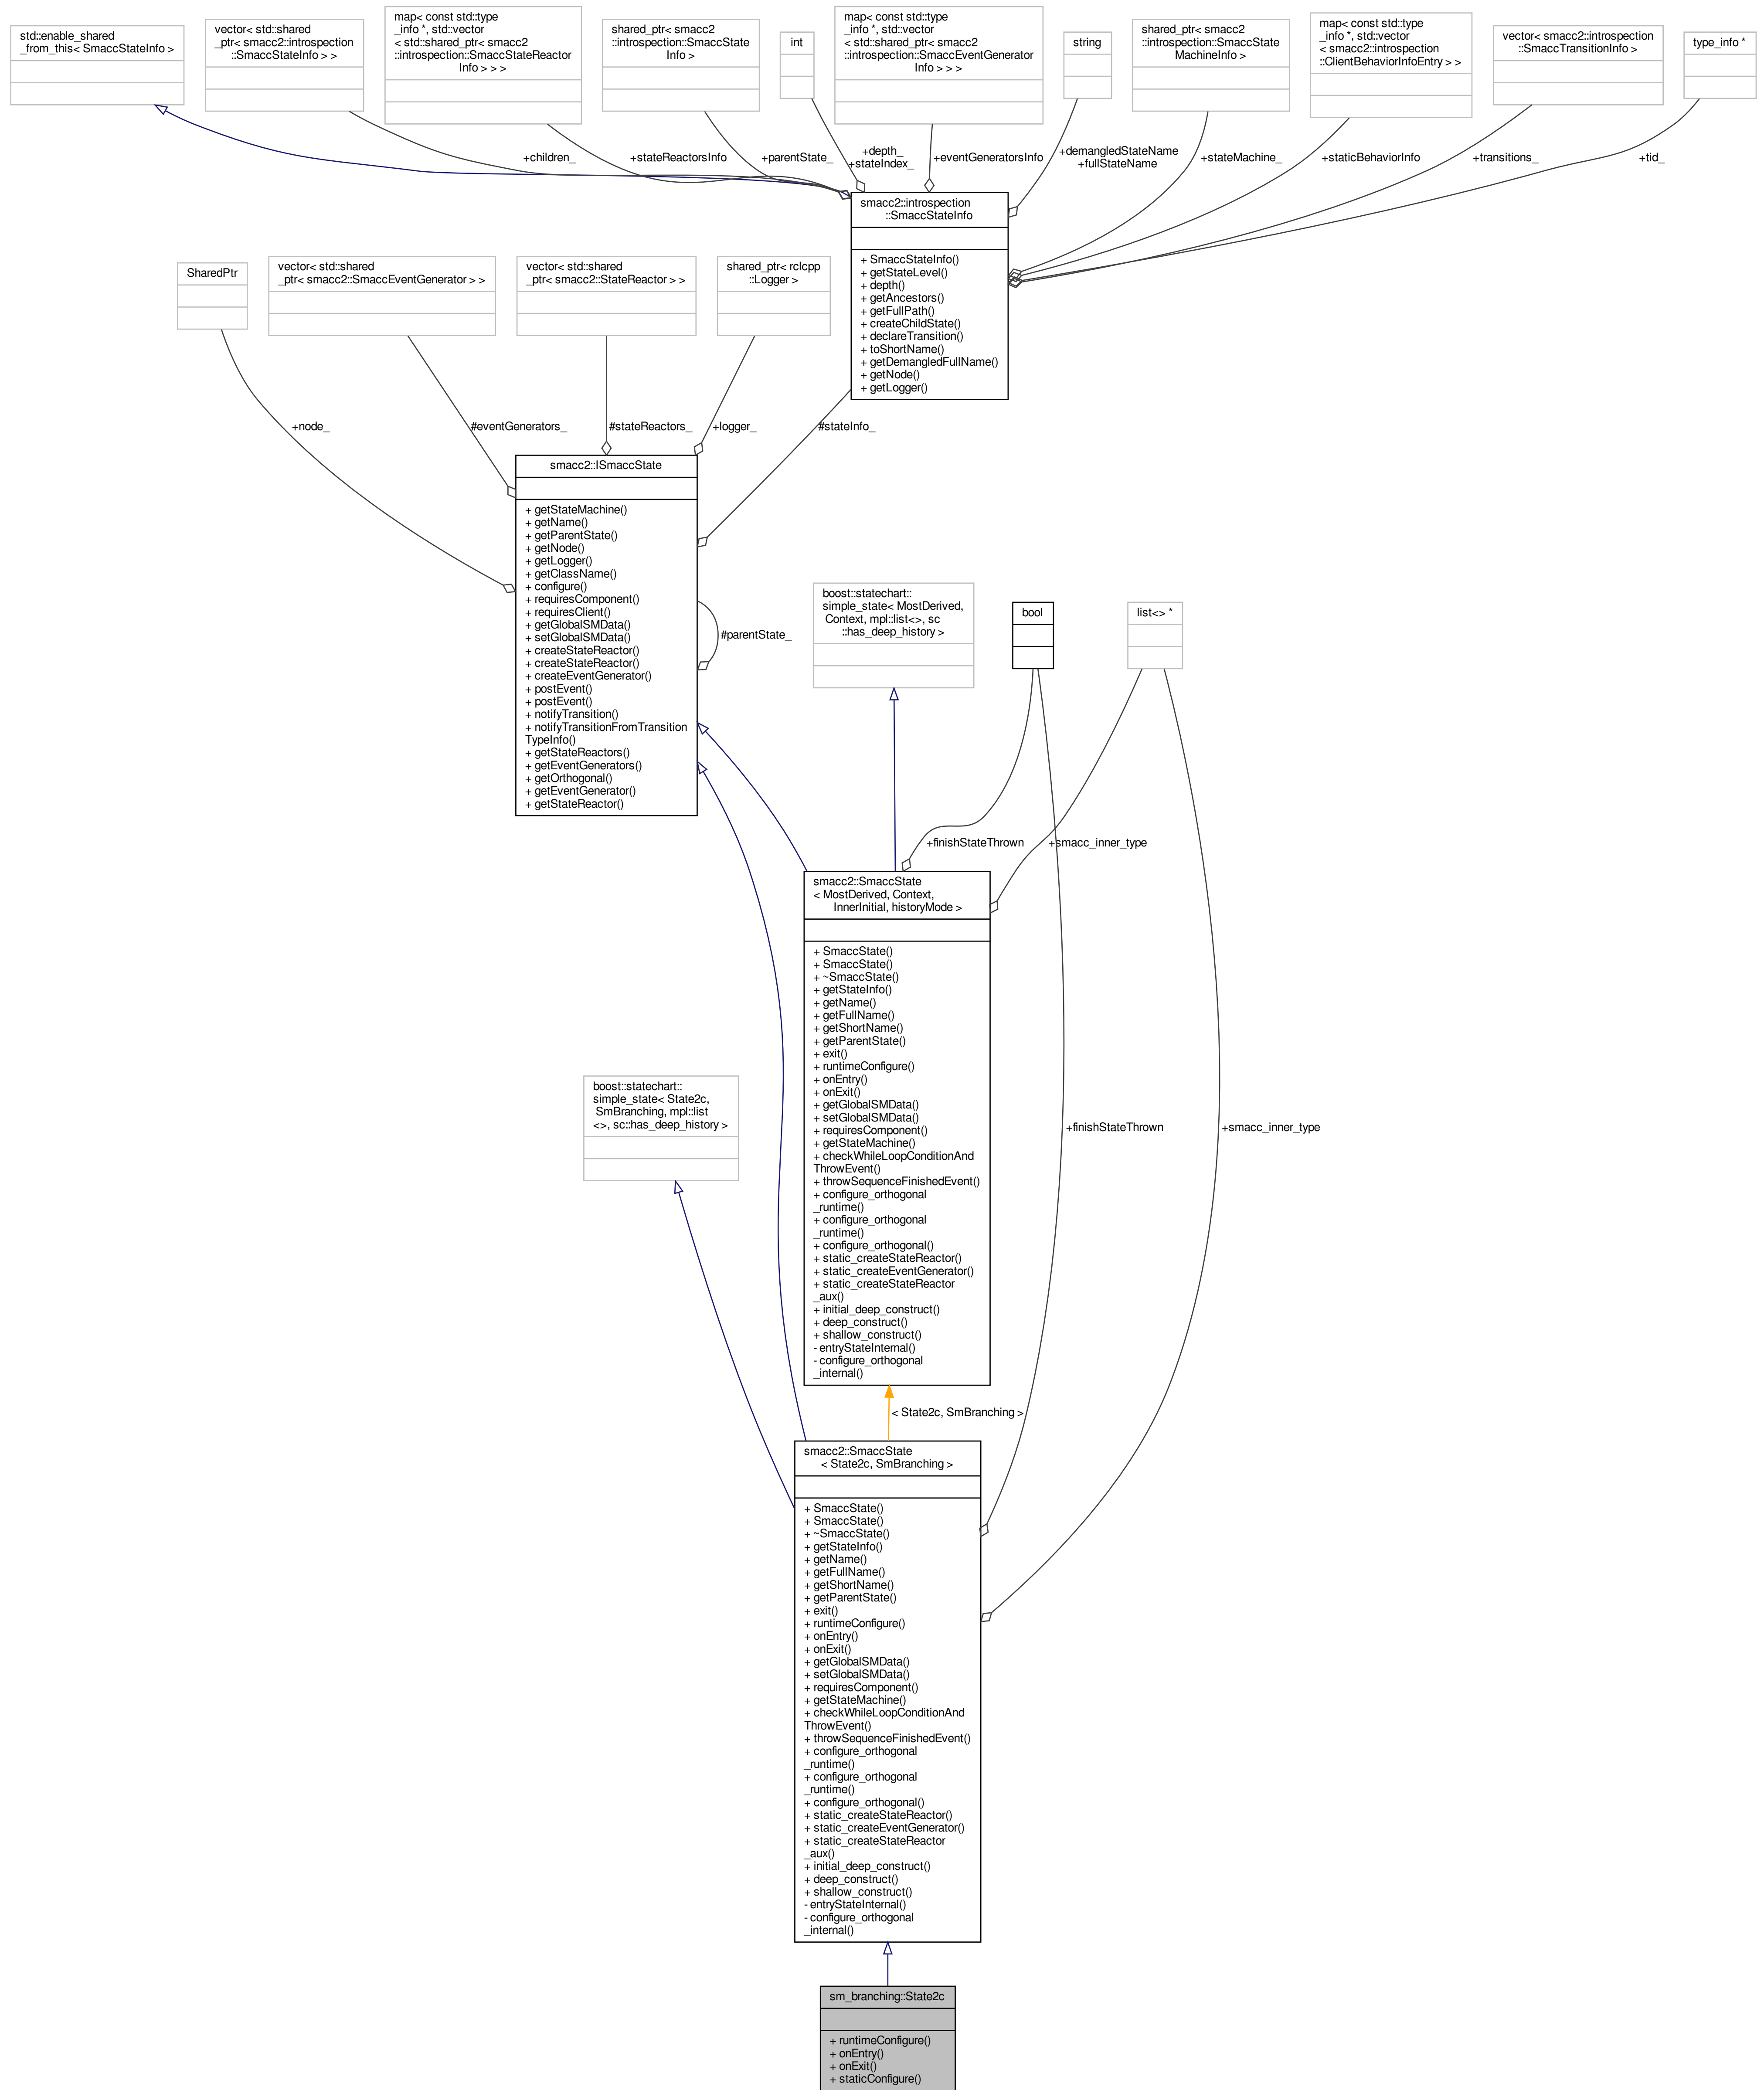 std::enable_shared
_from_this< SmaccStateInfo >
vector< std::shared
_ptr< smacc2::introspection
::SmaccStateInfo > >
map< const std::type
_info *, std::vector
< std::shared_ptr< smacc2
::introspection::SmaccStateReactor
Info > > >
shared_ptr< smacc2
::introspection::SmaccState
Info >
int
map< const std::type
_info *, std::vector
< std::shared_ptr< smacc2
::introspection::SmaccEventGenerator
Info > > >
string
shared_ptr< smacc2
::introspection::SmaccState
MachineInfo >
map< const std::type
_info *, std::vector
< smacc2::introspection
::ClientBehaviorInfoEntry > >
vector< smacc2::introspection
::SmaccTransitionInfo >
type_info *
+children_
+stateReactorsInfo
+parentState_
+depth_
+stateIndex_
+eventGeneratorsInfo
+demangledStateName
+fullStateName
+stateMachine_
+staticBehaviorInfo
+transitions_
+tid_
smacc2::introspection
::SmaccStateInfo
+ SmaccStateInfo()
+ getStateLevel()
+ depth()
+ getAncestors()
+ getFullPath()
+ createChildState()
+ declareTransition()
+ toShortName()
+ getDemangledFullName()
+ getNode()
+ getLogger()
SharedPtr
vector< std::shared
_ptr< smacc2::SmaccEventGenerator > >
vector< std::shared
_ptr< smacc2::StateReactor > >
shared_ptr< rclcpp
::Logger >
+node_
#eventGenerators_
#stateReactors_
+logger_
#stateInfo_
smacc2::ISmaccState
+ getStateMachine()
+ getName()
+ getParentState()
+ getNode()
+ getLogger()
+ getClassName()
+ configure()
+ requiresComponent()
+ requiresClient()
+ getGlobalSMData()
+ setGlobalSMData()
+ createStateReactor()
+ createStateReactor()
+ createEventGenerator()
+ postEvent()
+ postEvent()
+ notifyTransition()
+ notifyTransitionFromTransition
TypeInfo()
+ getStateReactors()
+ getEventGenerators()
+ getOrthogonal()
+ getEventGenerator()
+ getStateReactor()
#parentState_
boost::statechart::
simple_state< MostDerived,
Context, mpl::list<>, sc
::has_deep_history >
bool
list<> *
+finishStateThrown
+smacc_inner_type
smacc2::SmaccState
< MostDerived, Context,
InnerInitial, historyMode >
+ SmaccState()
+ SmaccState()
+ ~SmaccState()
+ getStateInfo()
+ getName()
+ getFullName()
+ getShortName()
+ getParentState()
+ exit()
+ runtimeConfigure()
+ onEntry()
+ onExit()
+ getGlobalSMData()
+ setGlobalSMData()
+ requiresComponent()
+ getStateMachine()
+ checkWhileLoopConditionAnd
ThrowEvent()
+ throwSequenceFinishedEvent()
+ configure_orthogonal
_runtime()
+ configure_orthogonal
_runtime()
+ configure_orthogonal()
+ static_createStateReactor()
+ static_createEventGenerator()
+ static_createStateReactor
_aux()
+ initial_deep_construct()
+ deep_construct()
+ shallow_construct()
- entryStateInternal()
- configure_orthogonal
_internal()
boost::statechart::
simple_state< State2c,
SmBranching, mpl::list
<>, sc::has_deep_history >
+finishStateThrown
+smacc_inner_type
< State2c, SmBranching >
smacc2::SmaccState
< State2c, SmBranching >
+ SmaccState()
+ SmaccState()
+ ~SmaccState()
+ getStateInfo()
+ getName()
+ getFullName()
+ getShortName()
+ getParentState()
+ exit()
+ runtimeConfigure()
+ onEntry()
+ onExit()
+ getGlobalSMData()
+ setGlobalSMData()
+ requiresComponent()
+ getStateMachine()
+ checkWhileLoopConditionAnd
ThrowEvent()
+ throwSequenceFinishedEvent()
+ configure_orthogonal
_runtime()
+ configure_orthogonal
_runtime()
+ configure_orthogonal()
+ static_createStateReactor()
+ static_createEventGenerator()
+ static_createStateReactor
_aux()
+ initial_deep_construct()
+ deep_construct()
+ shallow_construct()
- entryStateInternal()
- configure_orthogonal
_internal()
sm_branching::State2c
+ runtimeConfigure()
+ onEntry()
+ onExit()
+ staticConfigure()